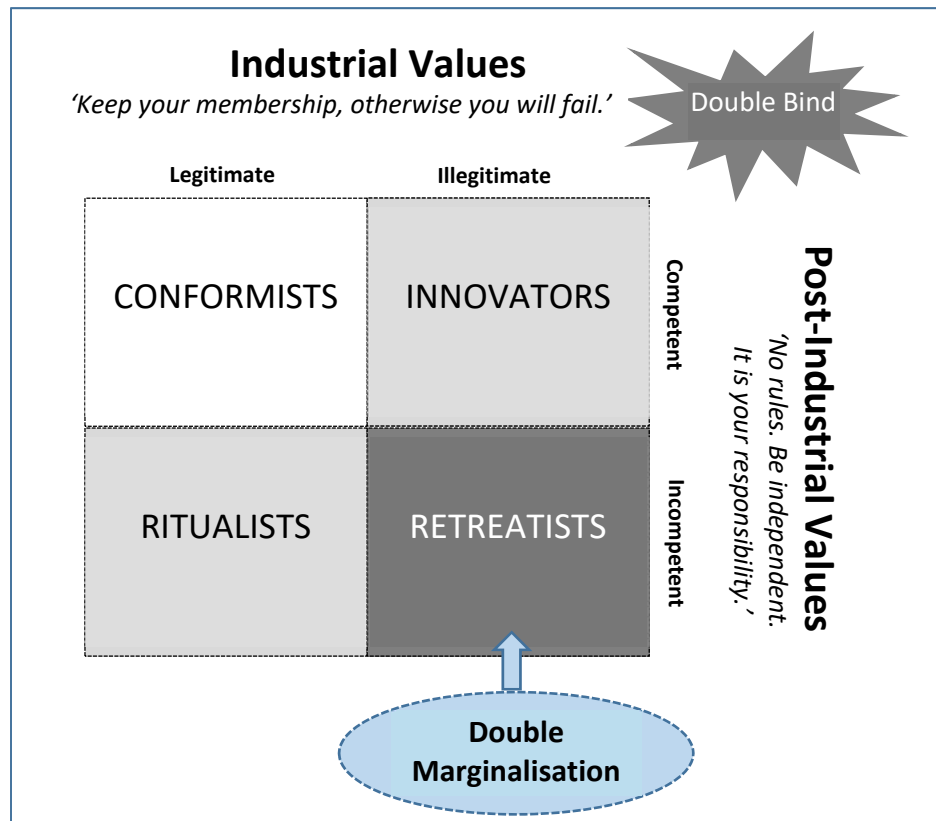 Industrial Values
‘Keep your membership, otherwise you will fail.’
Double Bind
Legitimate
Illegitimate
CONFORMISTS
INNOVATORS
Competent
RITUALISTS
RETREATISTS
Incompetent
Post-Industrial Values
‘No rules. Be independent.
It is your responsibility.’
Double
Marginalisation